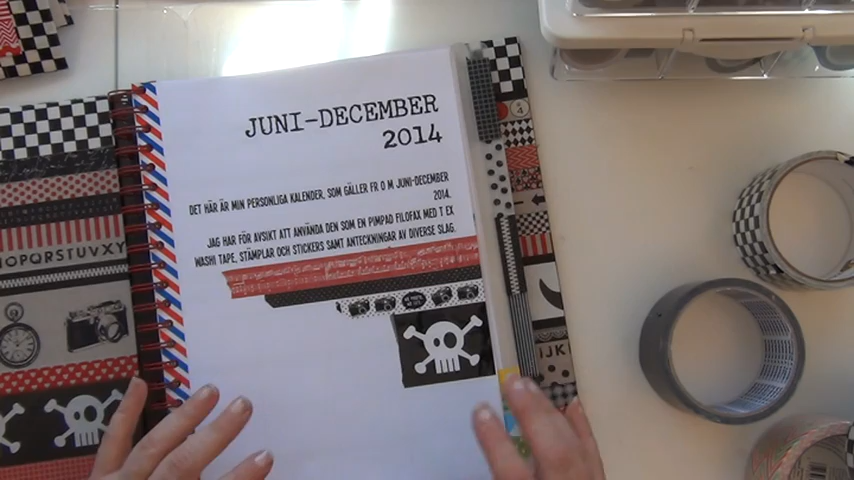 JUNI-DECEMBER
2014
DET HÄR ÄR MIN PERSONLIGA KALENDER, SOM GÄLLER FR O M JUNI-DECEMBER
2014.
JAG HAR FÖR AVSIKT ATT ANVÄNDA DEN SOM EN PIMPAD FILOFAX MED T EX
WASHI TAPE, STÄMPLAR OCH STICKERS SAMT ANTECKNINGAR AV DIVERSE SLAG.
NOPQRSTUVXY
IJK
4